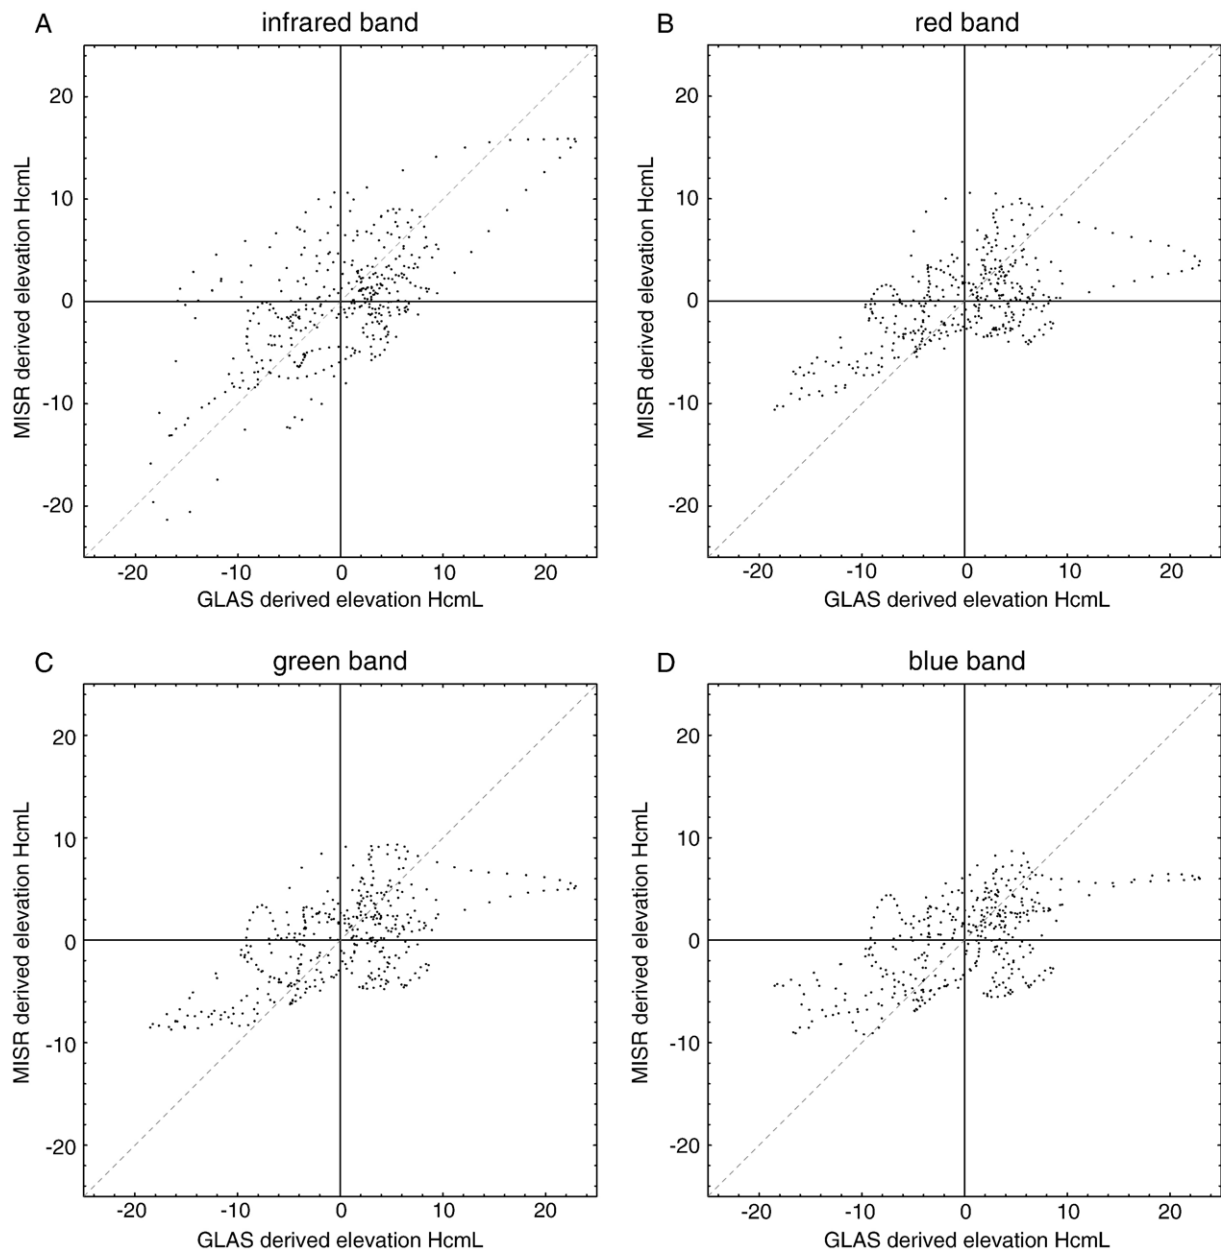 A infrared band
20
10
0
-10
-20
MISR derived elevation HcmL
-20 -10 0 10 20
GLAS derived elevation HcmL
B red band
20
10
0
-10
-20
MISR derived elevation HcmL
-20 -10 0 10 20
GLAS derived elevation HcmL
C green band
20
10
0
-10
-20
MISR derived elevation HcmL
-20 -10 0 10 20
GLAS derived elevation HcmL
D blue band
20
10
0
-10
-20
MISR derived elevation HcmL
-20 -10 0 10 20
GLAS derived elevation HcmL